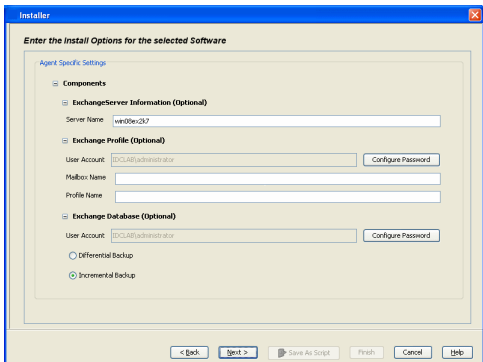 Installer
Enter the Install Options for the selected Software
Agent Specific Settings
Components
ExchangeServer Information (Optional)
Server Name win08ex2k7
Exchange Profile (Optional)
User Account IDCLAB\administrator Configure Password
Mailbox Name
Profile Name
Exchange Database (Optional)
User Account IDCLAB\administrator Configure Password
Differential Backup
Incremental Backup
< Back Next > Save As Script Finish Cancel Help